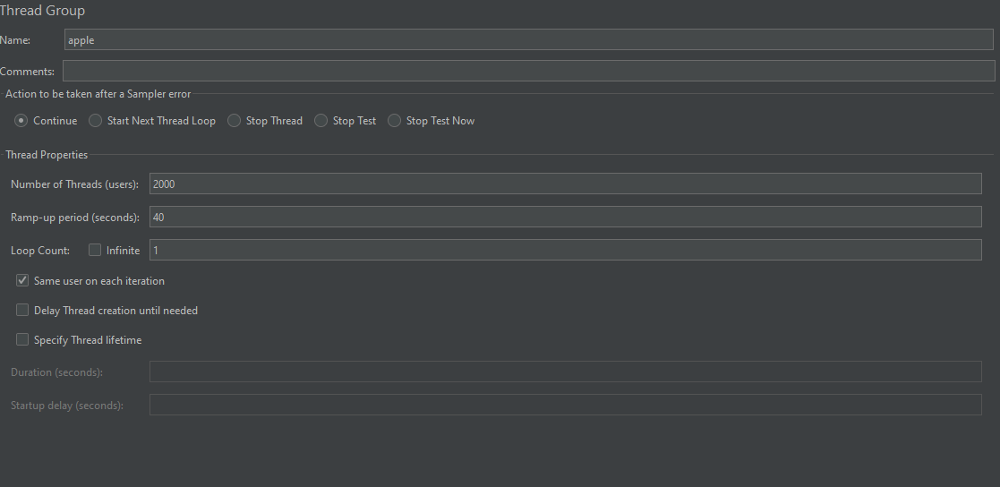 Thread Group
Name: apple
Comments:
Action to be taken after a Sampler error
Continue Start Next Thread Loop Stop Thread Stop Test Stop Test Now
Thread Properties
Number of Threads (users): 2000
Ramp-up period (seconds): 40
Loop Count: Infinite 1
Same user on each iteration
Delay Thread creation until needed
Specify Thread lifetime
Duration (seconds):
Startup delay (seconds):